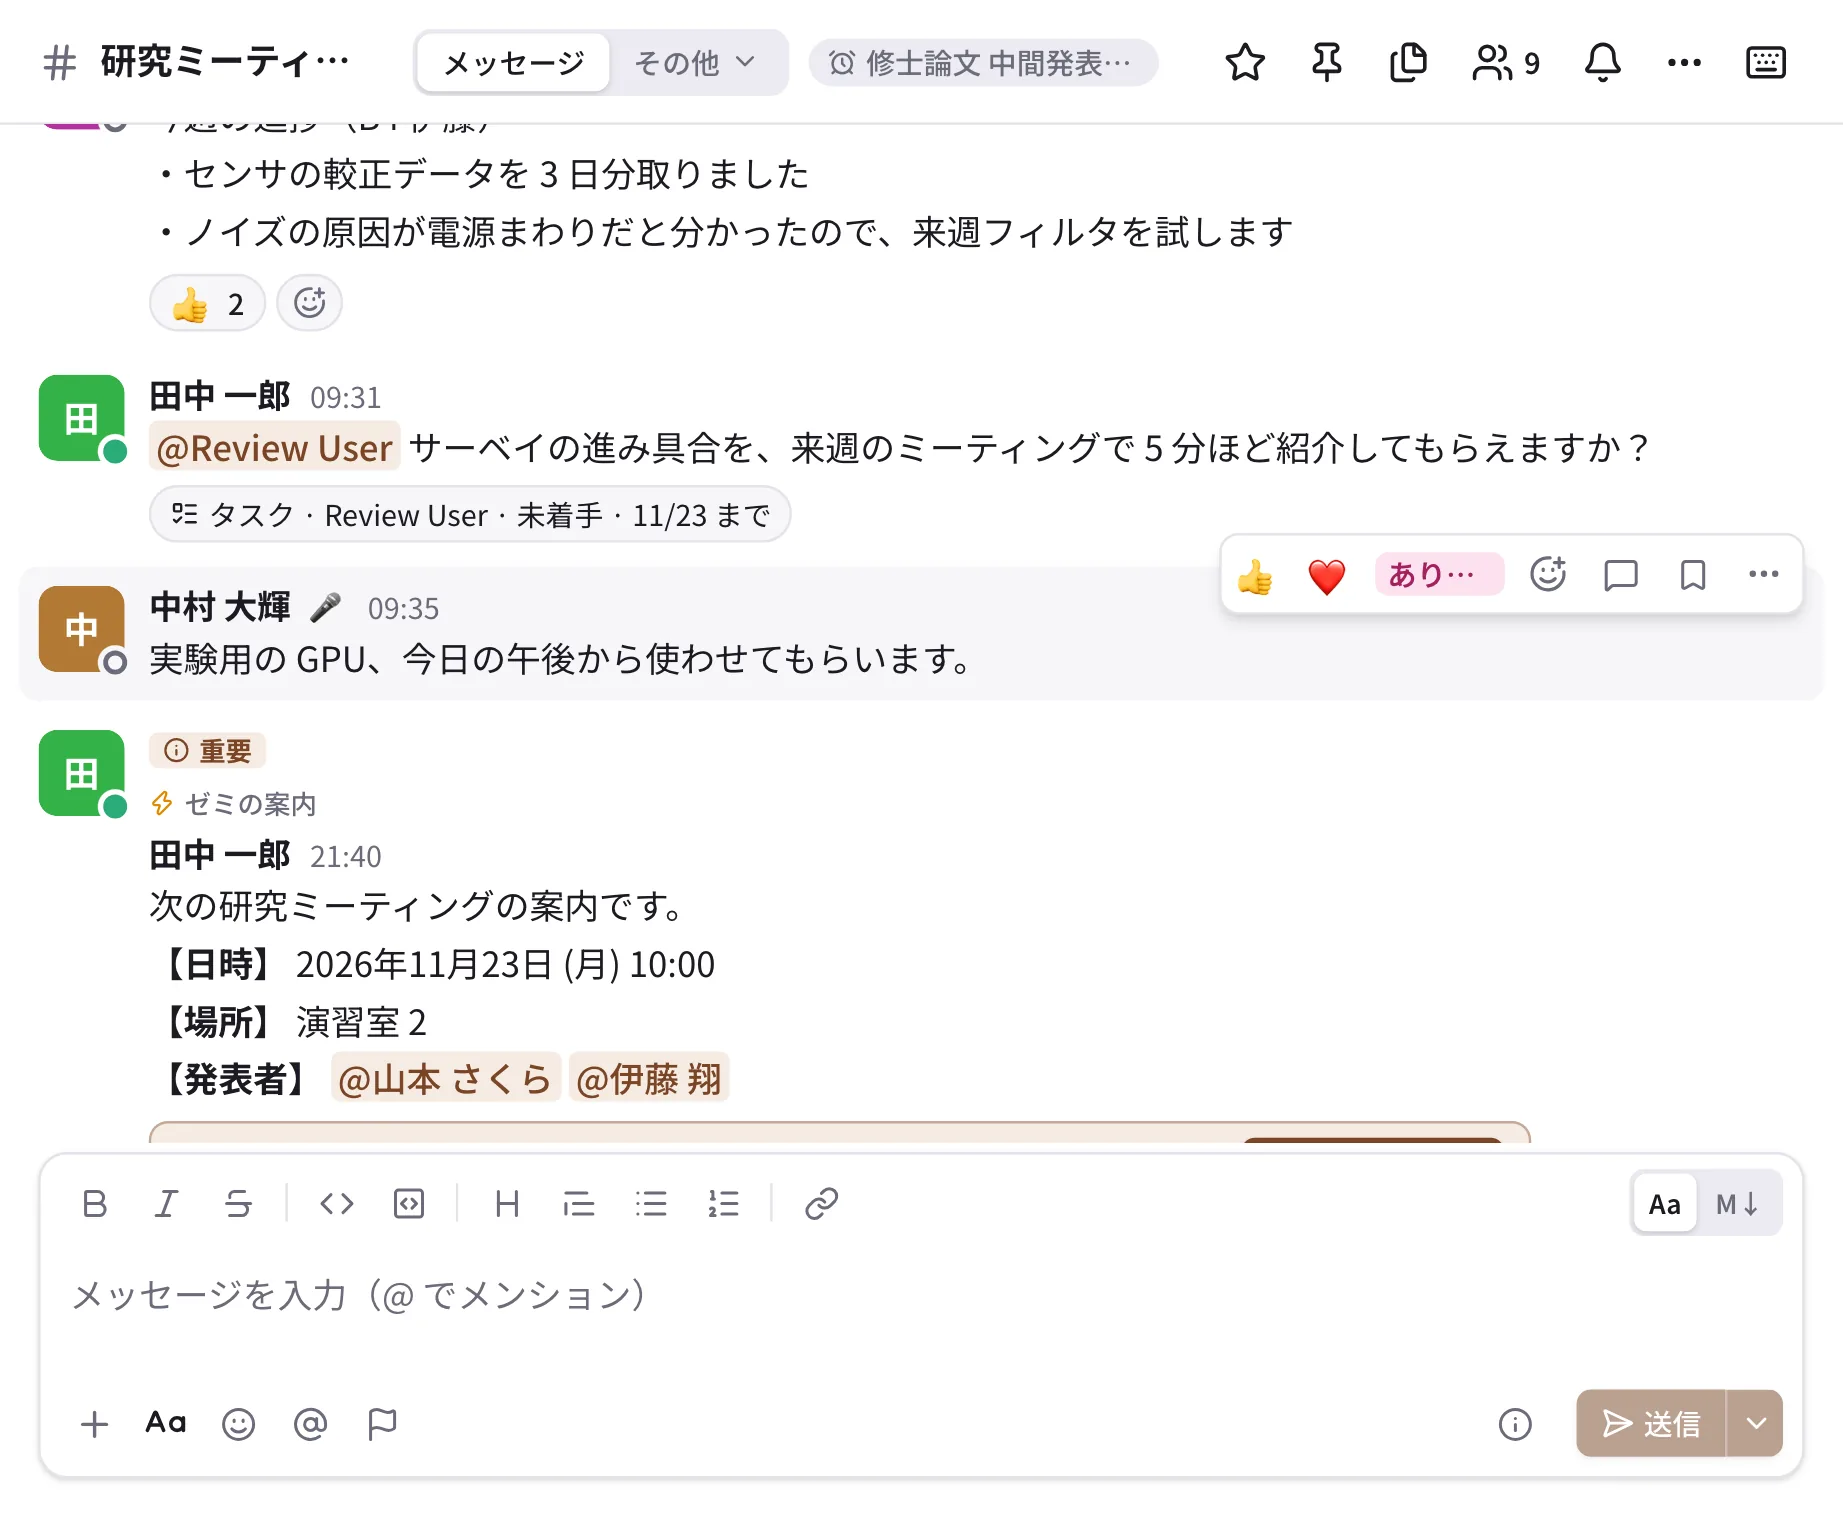 # 研究ミーティ…
メッセージ その他
修士論文 中間発表…
9
・センサの較正データを 3 日分取りました
・ノイズの原因が電源まわりだと分かったので、来週フィルタを試します
👍 2
田
田中 一郎 09:31
@Review User サーベイの進み具合を、来週のミーティングで 5 分ほど紹介してもらえますか？
タスク · Review User · 未着手 · 11/23 まで
👍 ❤️ あり…
中
中村 大輝 🎤 09:35
実験用の GPU、今日の午後から使わせてもらいます。
田
重要
ゼミの案内
田中 一郎 21:40
次の研究ミーティングの案内です。
【日時】 2026年11月23日 (月) 10:00
【場所】 演習室 2
【発表者】 @山本 さくら @伊藤 翔
B I S H
Aa M↓
メッセージを入力（@ でメンション）
Aa @
送信